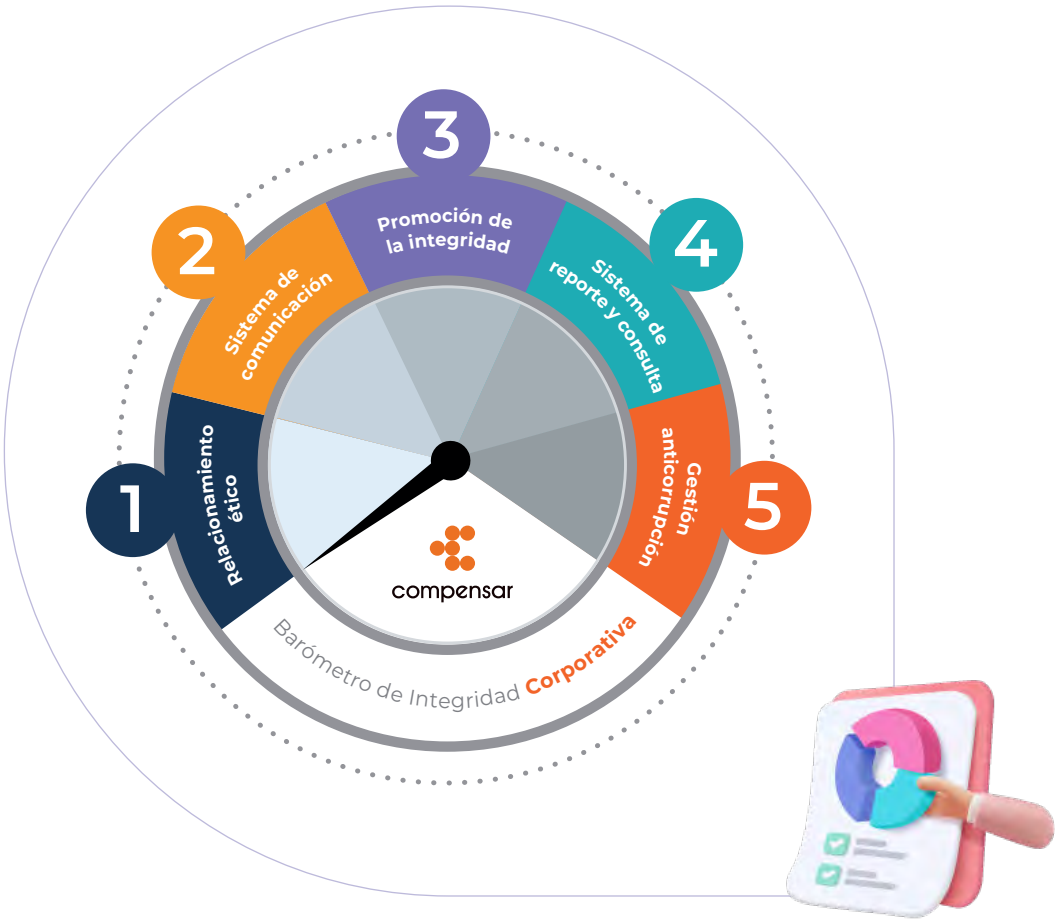 1
Relacionamiento
ético
2
Sistema de
comunicación
3
Promoción de
la integridad
4
Sistema de
reporte y consulta
5
Gestión
anticorrupción
compensar
Barómetro de Integridad Corporativa